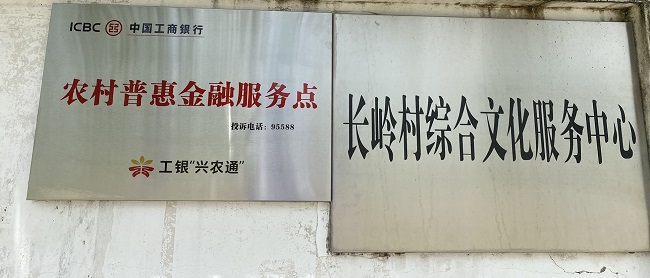 ICBC 中国工商银行
农村普惠金融服务点
投诉电话：95588
工银"兴农通"
长岭村综合文化服务中心